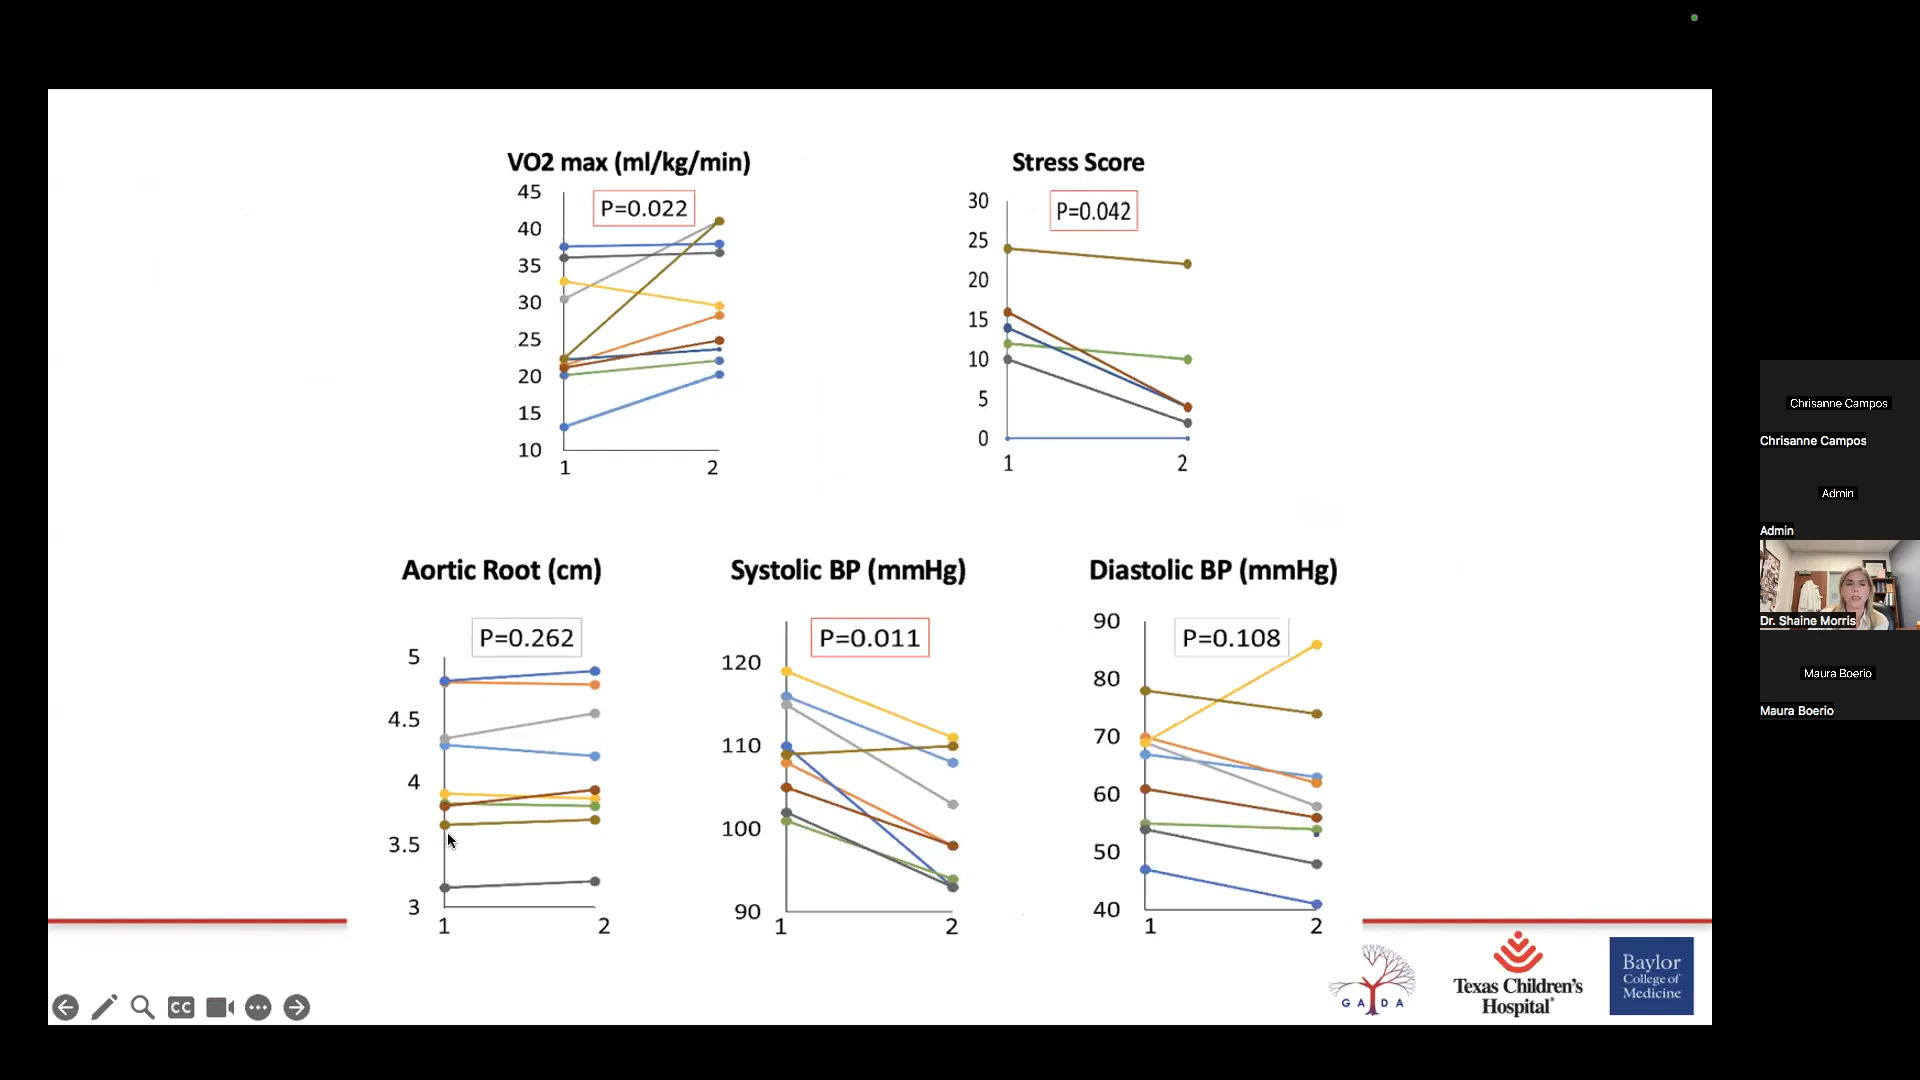 VO2 max (ml/kg/min)
P=0.022
45
40
35
30
25
20
15
10
1
2
Stress Score
P=0.042
30
25
20
15
10
5
0
1
2
Aortic Root (cm)
P=0.262
5
4.5
4
3.5
3
1
2
Systolic BP (mmHg)
P=0.011
120
110
100
90
1
2
Diastolic BP (mmHg)
P=0.108
90
80
70
60
50
40
1
2
GADA
Texas Children's
Hospital
Baylor
College of
Medicine
CC
Chrisanne Campos
Chrisanne Campos
Admin
Admin
Dr. Shaine Morris
Maura Boerio
Maura Boerio